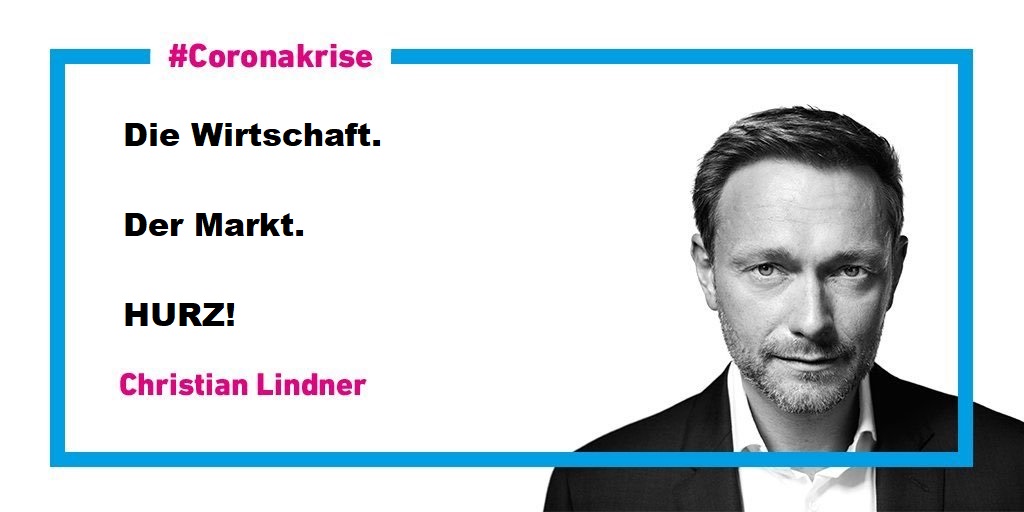 #Coronakrise
Die Wirtschaft.
Der Markt.
HURZ!
Christian Lindner